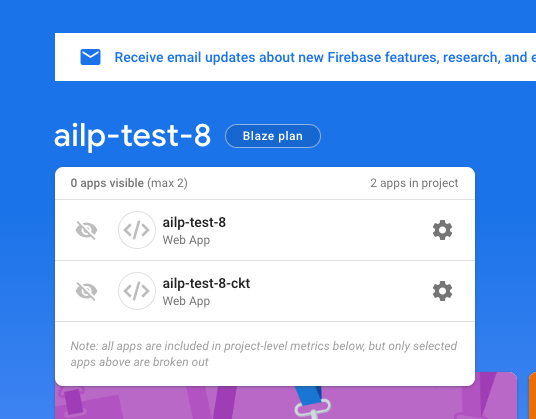 Receive email updates about new Firebase features, research, and
ailp-test-8
Blaze plan
0 apps visible (max 2)
2 apps in project
</>
ailp-test-8
Web App
</>
ailp-test-8-ckt
Web App
Note: all apps are included in project-level metrics below, but only selected
apps above are broken out